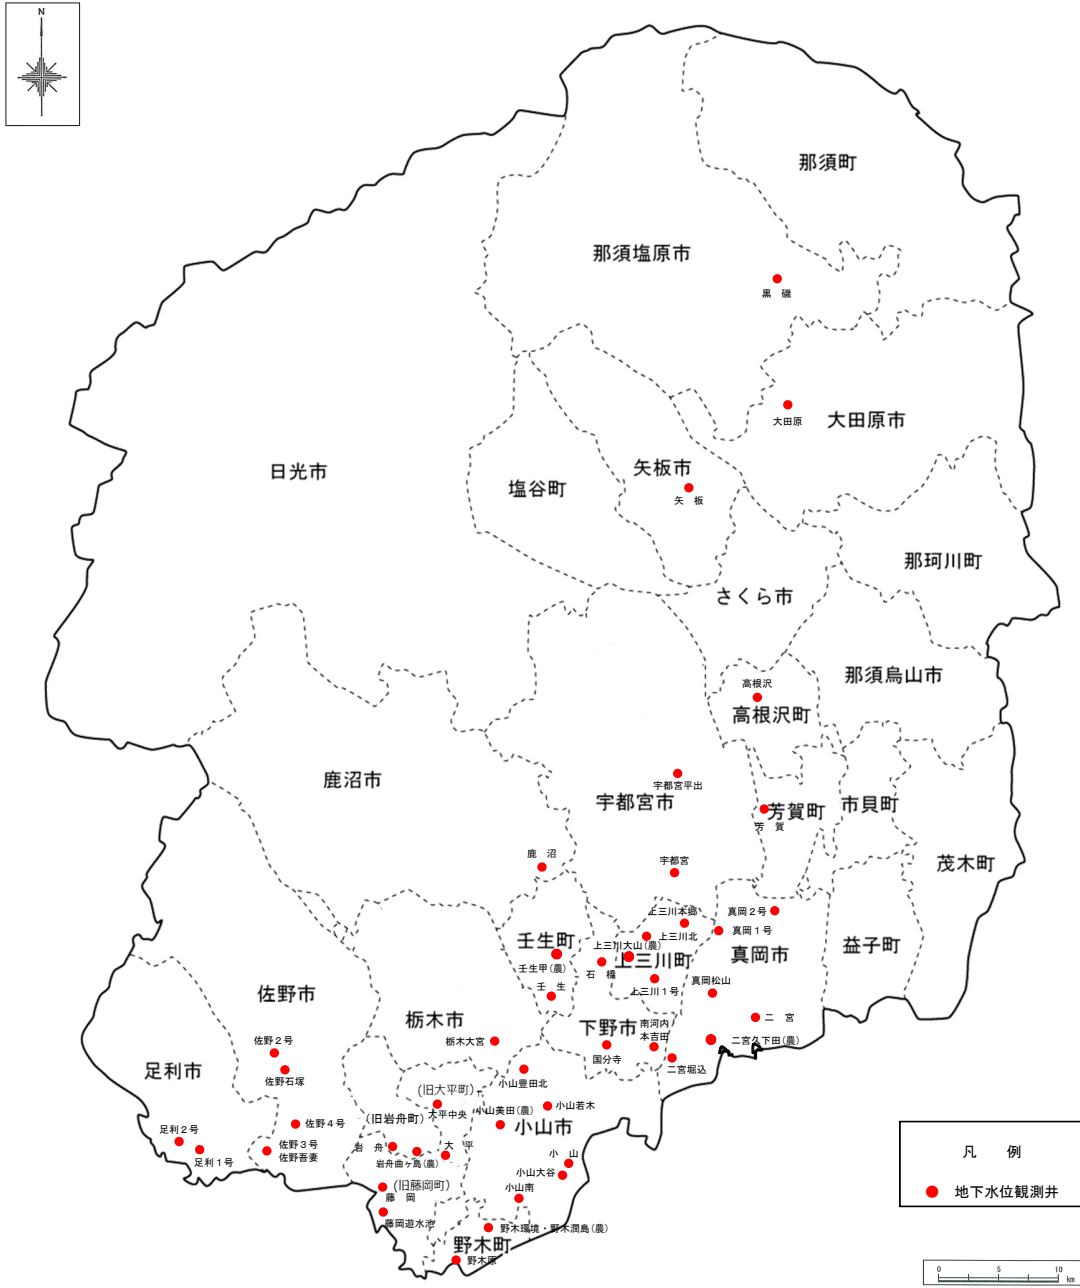 N
那須町
那須塩原市
黒　磯
大田原
大田原市
矢板市
矢　板
日光市
塩谷町
那珂川町
さくら市
那須烏山市
高根沢
高根沢町
鹿沼市
宇都宮平出
宇都宮市
芳賀町
芳　賀
市貝町
茂木町
鹿　沼
宇都宮
上三川本郷
上三川北
真岡２号
真岡１号
真岡市
益子町
壬生町
壬生甲(農)
上三川大山(農)
上三川町
石　橋
上三川１号
真岡松山
壬　生
二　宮
佐野市
栃木市
栃木大宮
下野市
国分寺
南河内
本吉田
二宮久下田(農)
二宮堀込
佐野２号
佐野石塚
足利市
小山豊田北
(旧大平町)
大平中央
小山美田(農)
小山若木
小山市
(旧岩舟町)
佐野４号
足利２号
足利１号
佐野３号
佐野吾妻
岩　舟
岩舟曲ヶ島(農)
大　平
小　山
小山大谷
小山南
(旧藤岡町)
藤　岡
藤岡遊水池
野木環境・野木潤島(農)
野木町
野木原
凡　例
地下水位観測井
0 5 10
km